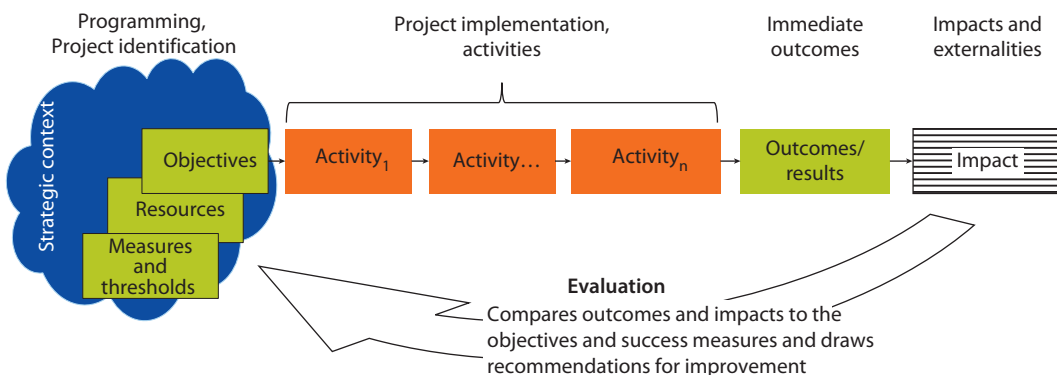 Programming,
Project identification
Project implementation,
activities
Immediate
outcomes
Impacts and
externalities
Strategic context
Objectives
Resources
Measures
and
thresholds
Activity1
Activity…
Activityn
Outcomes/
results
Impact
Evaluation
Compares outcomes and impacts to the
objectives and success measures and draws
recommendations for improvement